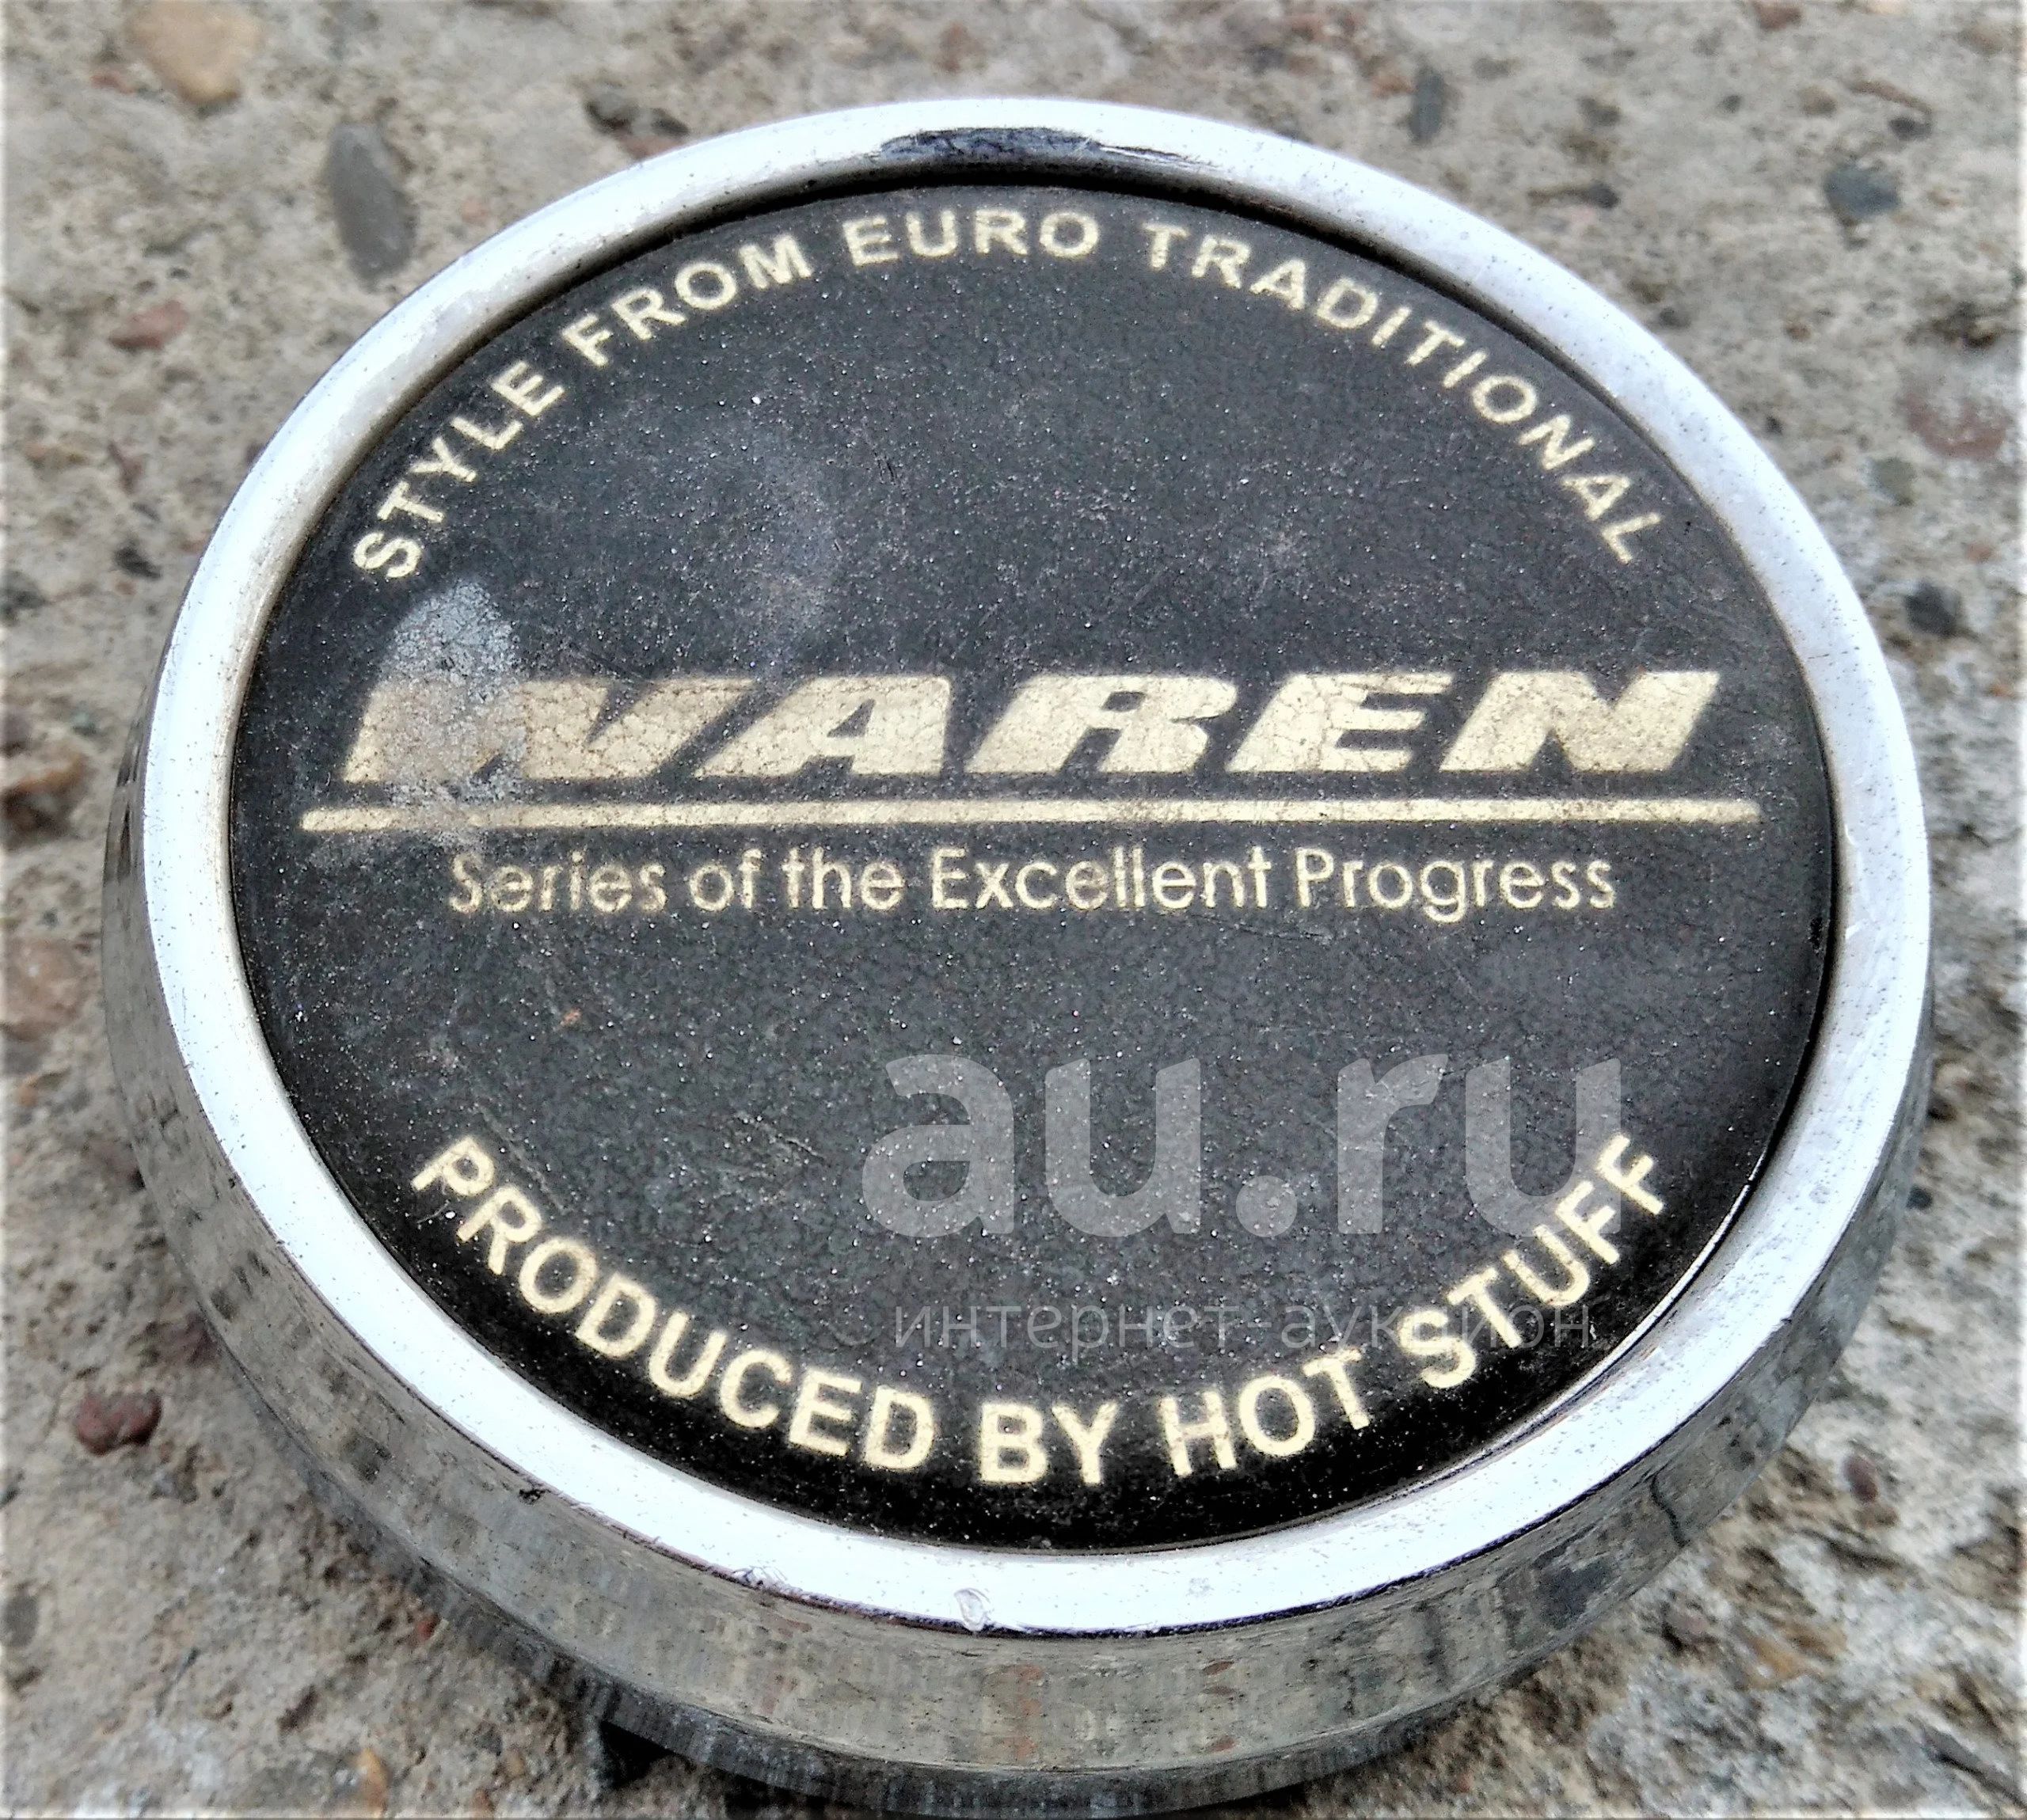 STYLE FROM EURO TRADITIONAL
WAREN
Series of the Excellent Progress
au.ru
интернет-аукцион
PRODUCED BY HOT STUFF